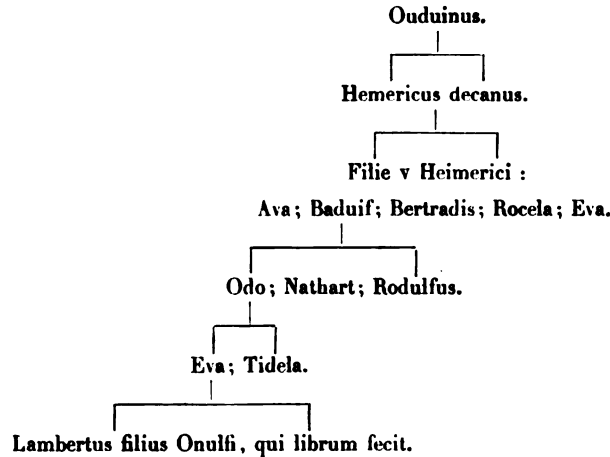 Ouduinus.
Hemericus decanus.
Filie v Heimerici :
Ava ; Baduif ; Bertradis ; Rocela ; Eva.
Odo ; Nathart ; Rodulfus.
Eva ; Tidela.
Lambertus filius Onulfi, qui librum fecit.